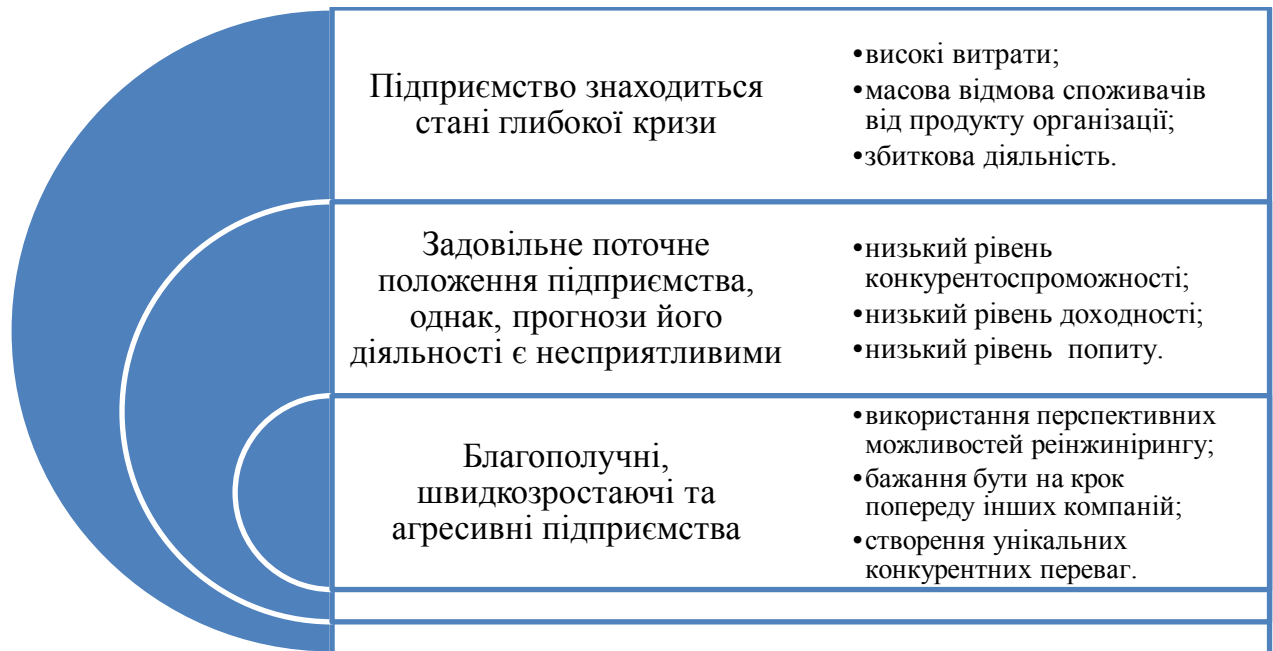 Підприємство знаходиться
стані глибокої кризи
•високі витрати;
•масова відмова споживачів
від продукту організації;
•збиткова діяльність.
Задовільне поточне
положення підприємства,
однак, прогнози його
діяльності є несприятливими
•низький рівень
конкурентоспроможності;
•низький рівень доходності;
•низький рівень попиту.
Благополучні,
швидкозростаючі та
агресивні підприємства
•використання перспективних
можливостей реінжинірингу;
•бажання бути на крок
попереду інших компаній;
•створення унікальних
конкурентних переваг.